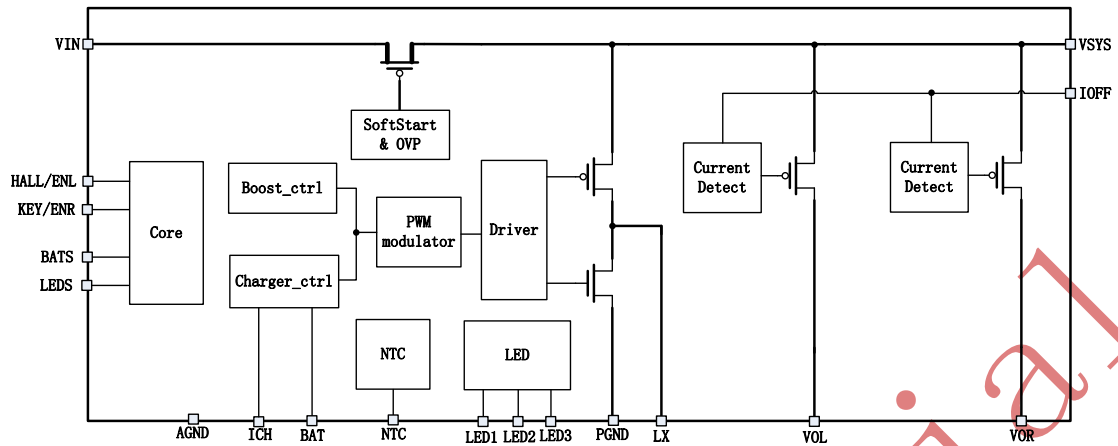 VIN
VSYS
IOFF
SoftStart
& OVP
HALL/ENL
KEY/ENR
BATS
LEDS
Core
Boost_ctrl
Charger_ctrl
PWM
modulator
Driver
Current
Detect
Current
Detect
NTC
LED
AGND
ICH
BAT
NTC
LED1
LED2
LED3
PGND
LX
VOL
VOR